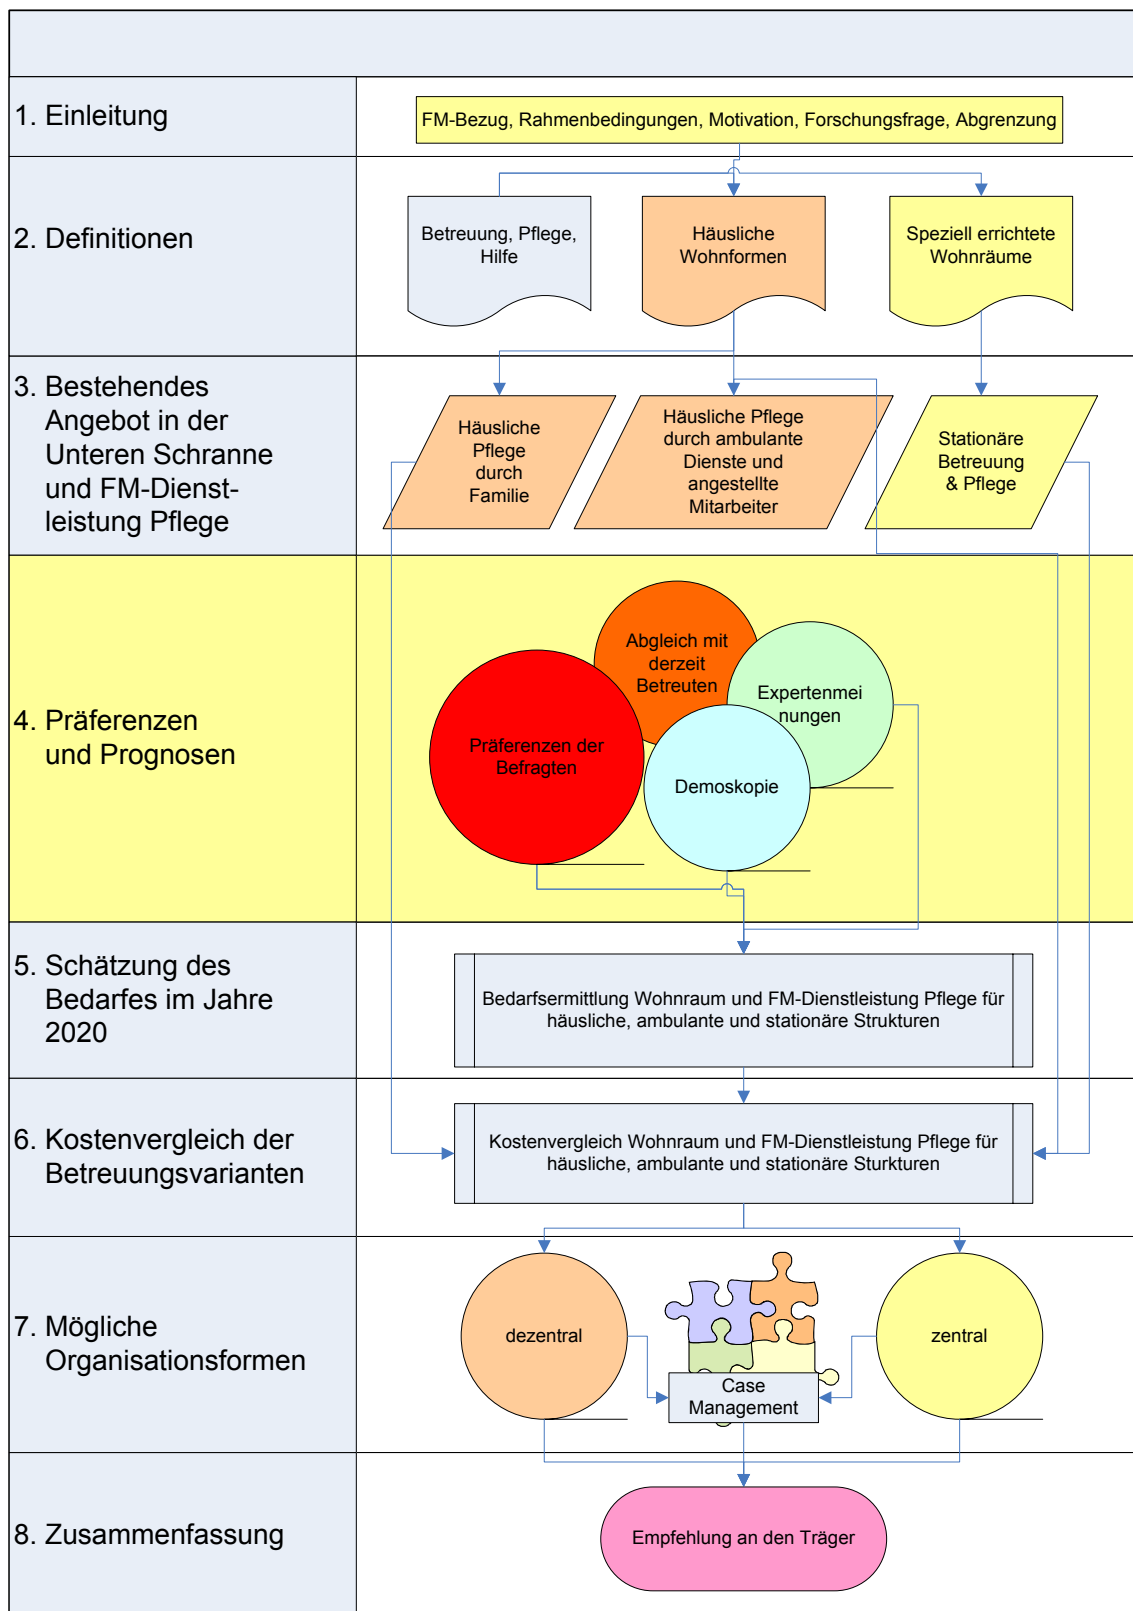 1. Einleitung
FM-Bezug, Rahmenbedingungen, Motivation, Forschungsfrage, Abgrenzung
2. Definitionen
Betreuung, Pflege,
Hilfe
Häusliche
Wohnformen
Speziell errichtete
Wohnräume
3. Bestehendes
Angebot in der
Unteren Schranne
und FM-Dienst-
leistung Pflege
Häusliche
Pflege
durch
Familie
Häusliche Pflege
durch ambulante
Dienste und
angestellte
Mitarbeiter
Stationäre
Betreuung
& Pflege
4. Präferenzen
und Prognosen
Abgleich mit
derzeit
Betreuten
Expertenmei
nungen
Präferenzen der
Befragten
Demoskopie
5. Schätzung des
Bedarfes im Jahre
2020
Bedarfsermittlung Wohnraum und FM-Dienstleistung Pflege für
häusliche, ambulante und stationäre Strukturen
6. Kostenvergleich der
Betreuungsvarianten
Kostenvergleich Wohnraum und FM-Dienstleistung Pflege für
häusliche, ambulante und stationäre Sturkturen
7. Mögliche
Organisationsformen
dezentral
Case
Management
zentral
8. Zusammenfassung
Empfehlung an den Träger